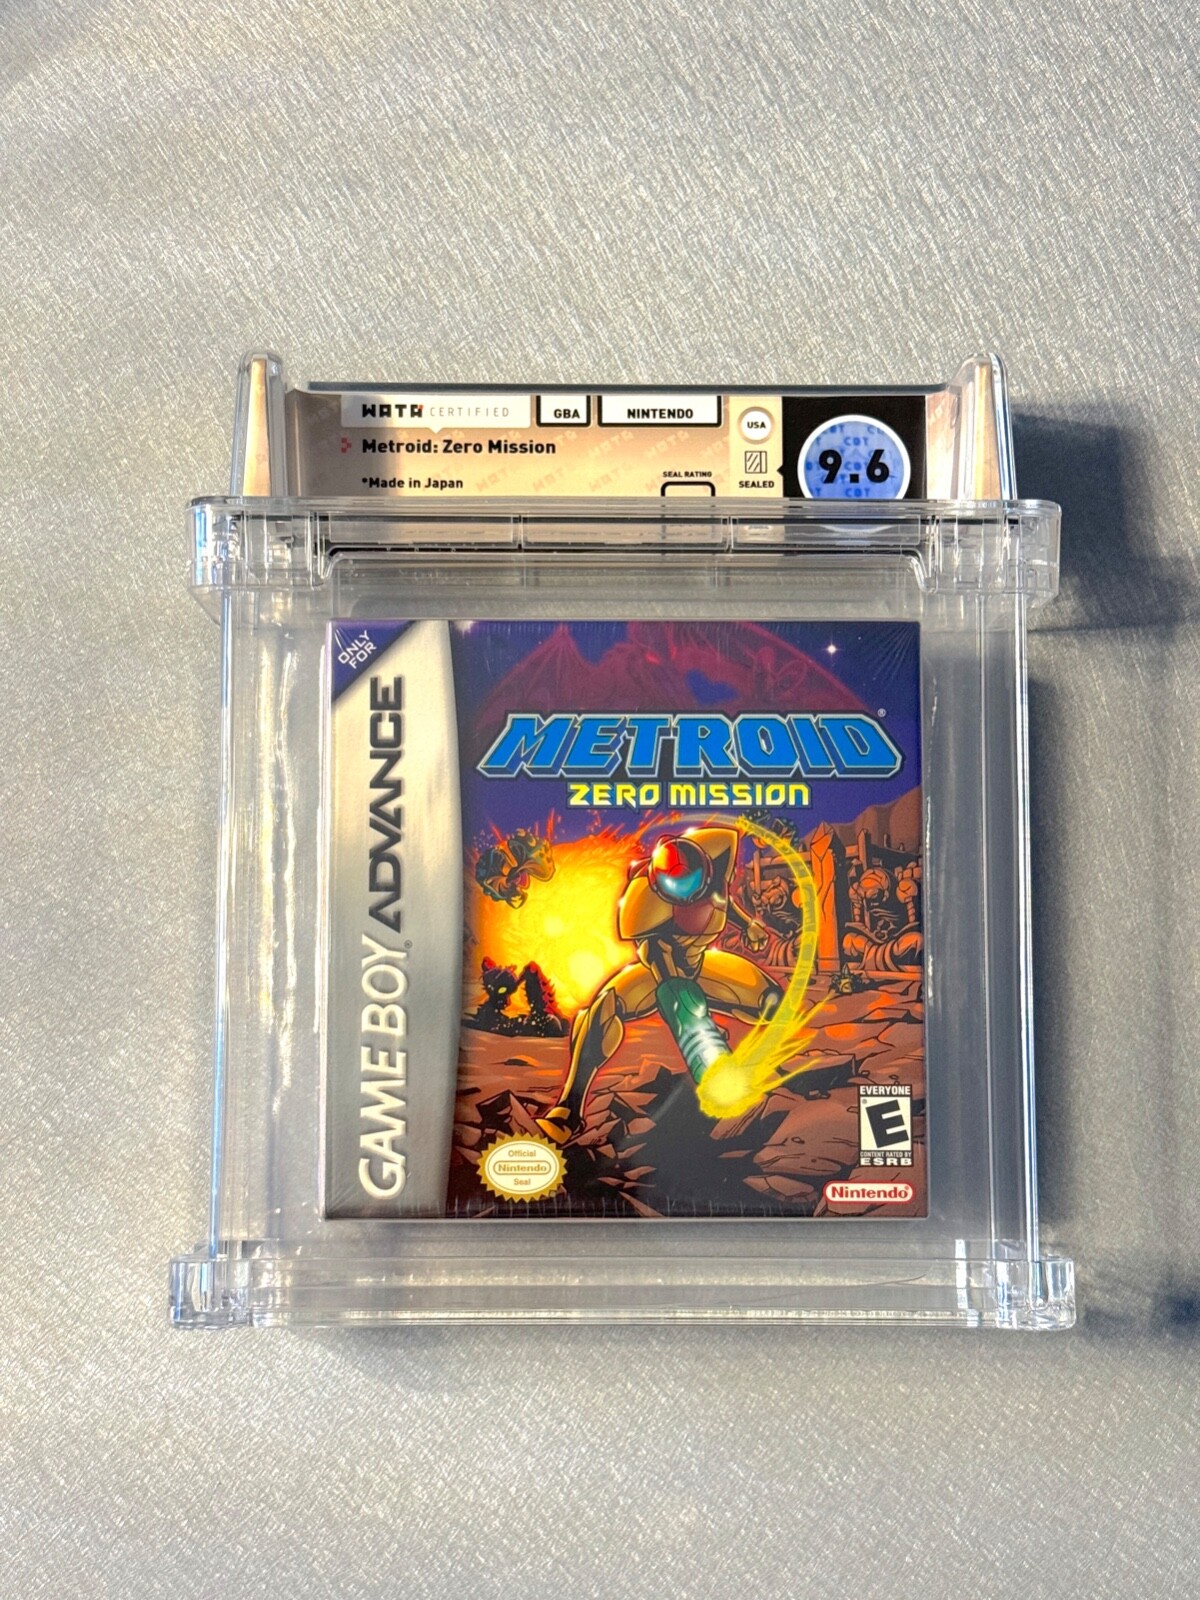 WATA CERTIFIED
GBA
NINTENDO
Metroid: Zero Mission
*Made in Japan
SEAL RATING
USA
SEALED
CBT
9.6
ONLY
FOR
GAME BOY ADVANCE
METROID®
ZERO MISSION
EVERYONE
E
CONTENT RATED BY
ESRB
Official
Nintendo
Seal
Nintendo®